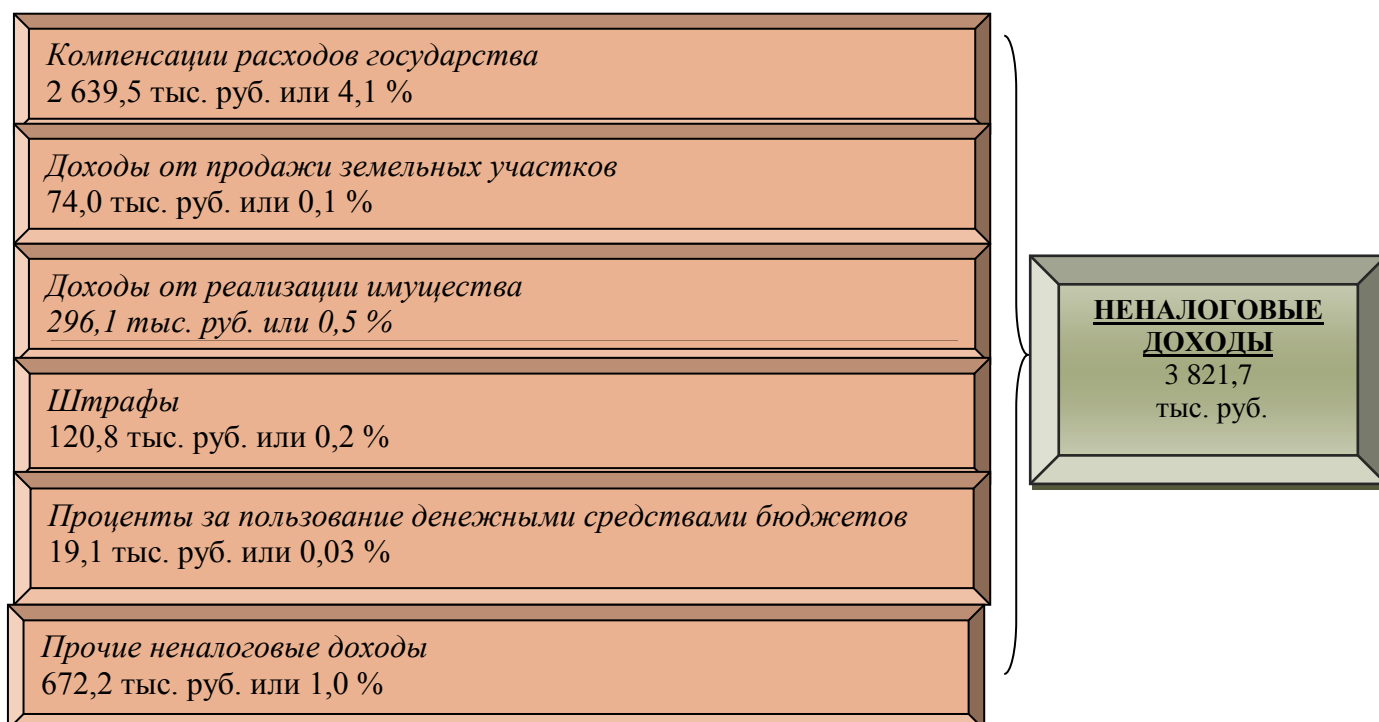 Компенсации расходов государства
2 639,5 тыс. руб. или 4,1 %
Доходы от продажи земельных участков
74,0 тыс. руб. или 0,1 %
Доходы от реализации имущества
296,1 тыс. руб. или 0,5 %
Штрафы
120,8 тыс. руб. или 0,2 %
Проценты за пользование денежными средствами бюджетов
19,1 тыс. руб. или 0,03 %
Прочие неналоговые доходы
672,2 тыс. руб. или 1,0 %
НЕНАЛОГОВЫЕ
ДОХОДЫ
3 821,7
тыс. руб.